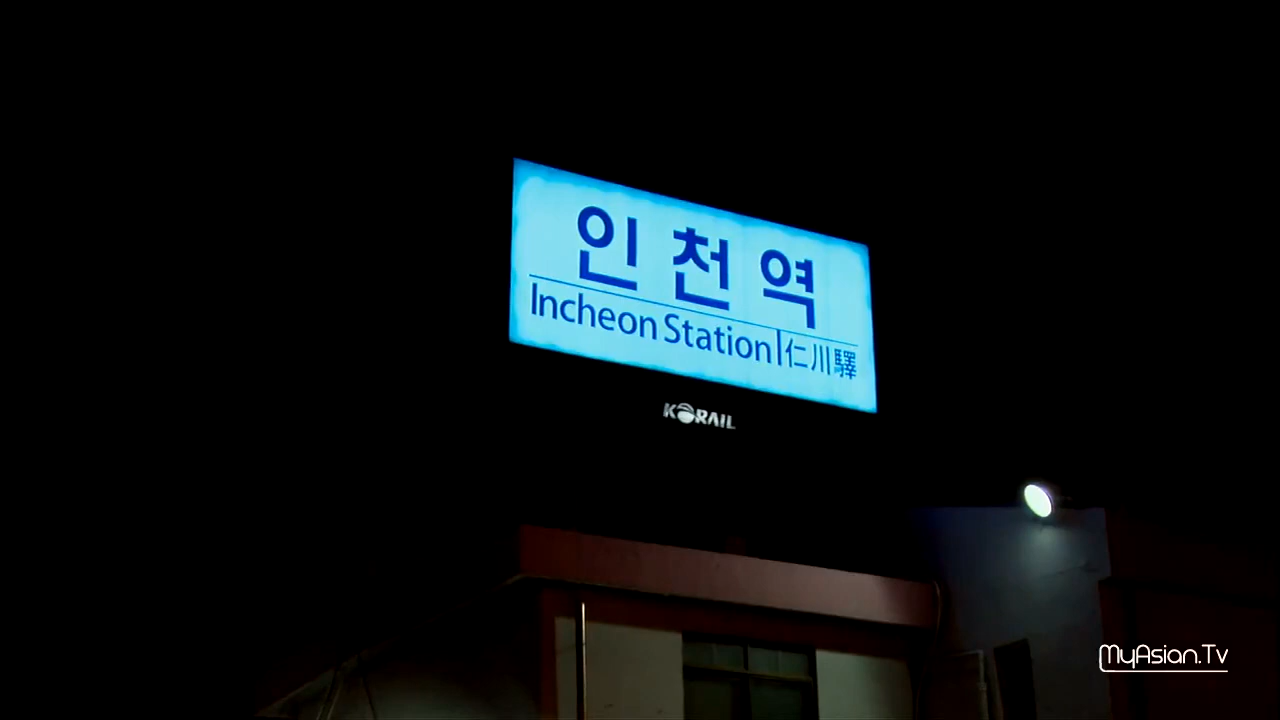 인천역
Incheon Station|仁川驛
KORAIL
MyAsian.Tv